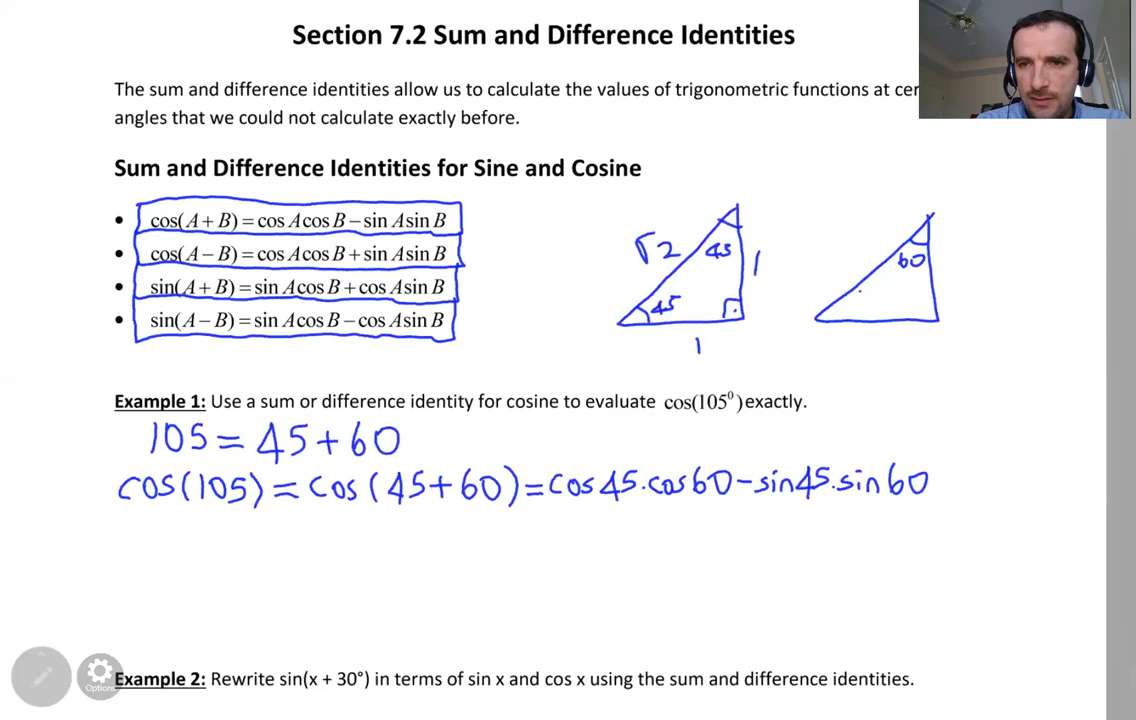 Section 7.2 Sum and Difference Identities
The sum and difference identities allow us to calculate the values of trigonometric functions at
angles that we could not calculate exactly before.
Sum and Difference Identities for Sine and Cosine
• cos(A + B) = cos A cos B − sin A sin B
• cos(A − B) = cos A cos B + sin A sin B
• sin(A + B) = sin A cos B + cos A sin B
• sin(A − B) = sin A cos B − cos A sin B
√2 45 1
45
1
60
Example 1: Use a sum or difference identity for cosine to evaluate cos(105⁰) exactly.
105 = 45 + 60
cos(105) = cos(45+60) = cos45.cos60 − sin45.sin60
Options
Example 2: Rewrite sin(x + 30°) in terms of sin x and cos x using the sum and difference identities.